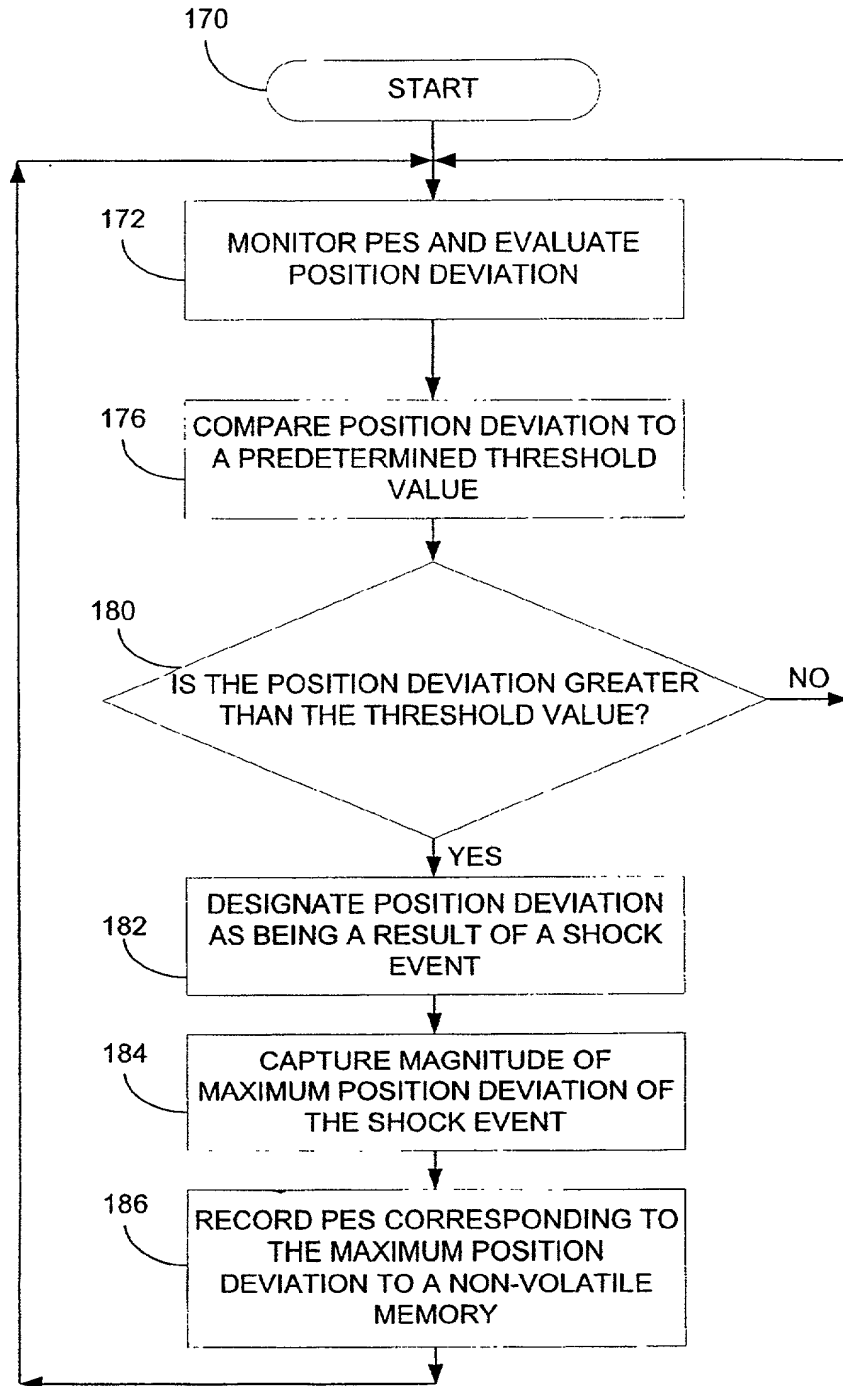 170
START
172
MONITOR PES AND EVALUATE
POSITION DEVIATION
176
COMPARE POSITION DEVIATION TO
A PREDETERMINED THRESHOLD
VALUE
180
IS THE POSITION DEVIATION GREATER
THAN THE THRESHOLD VALUE?
NO
YES
182
DESIGNATE POSITION DEVIATION
AS BEING A RESULT OF A SHOCK
EVENT
184
CAPTURE MAGNITUDE OF
MAXIMUM POSITION DEVIATION OF
THE SHOCK EVENT
186
RECORD PES CORRESPONDING TO
THE MAXIMUM POSITION
DEVIATION TO A NON-VOLATILE
MEMORY